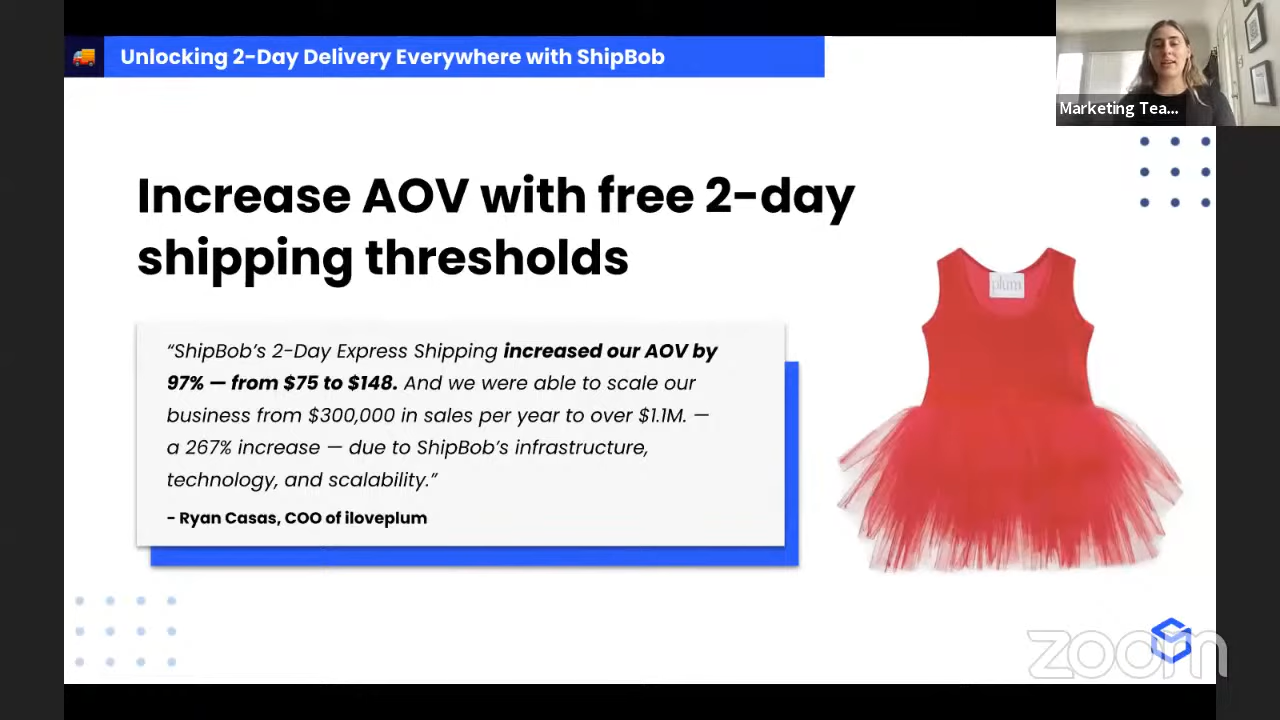 Unlocking 2-Day Delivery Everywhere with ShipBob
Marketing Tea...
Increase AOV with free 2-day
shipping thresholds
plum
“ShipBob’s 2-Day Express Shipping increased our AOV by
97% — from $75 to $148. And we were able to scale our
business from $300,000 in sales per year to over $1.1M. —
a 267% increase — due to ShipBob’s infrastructure,
technology, and scalability.”
- Ryan Casas, COO of iloveplum
zoom